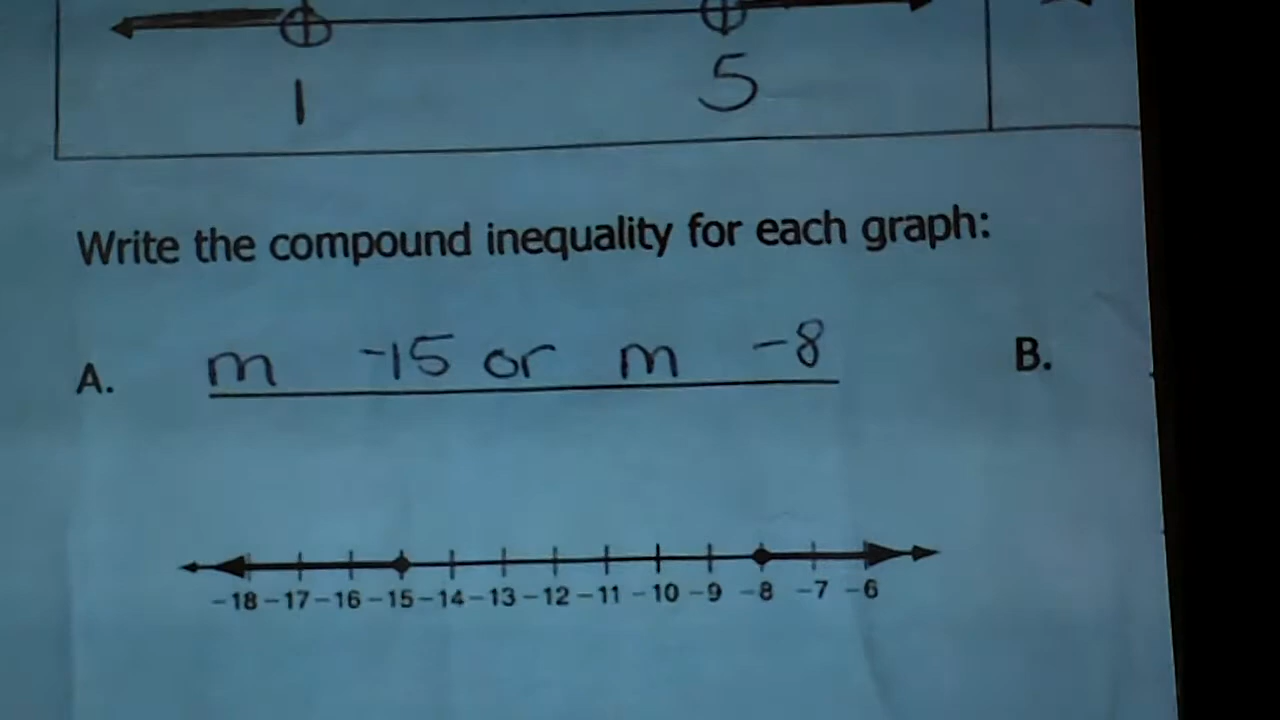 1 5
Write the compound inequality for each graph:
A. m -15 or m -8 B.
-18 -17 -16 -15 -14 -13 -12 -11 -10 -9 -8 -7 -6